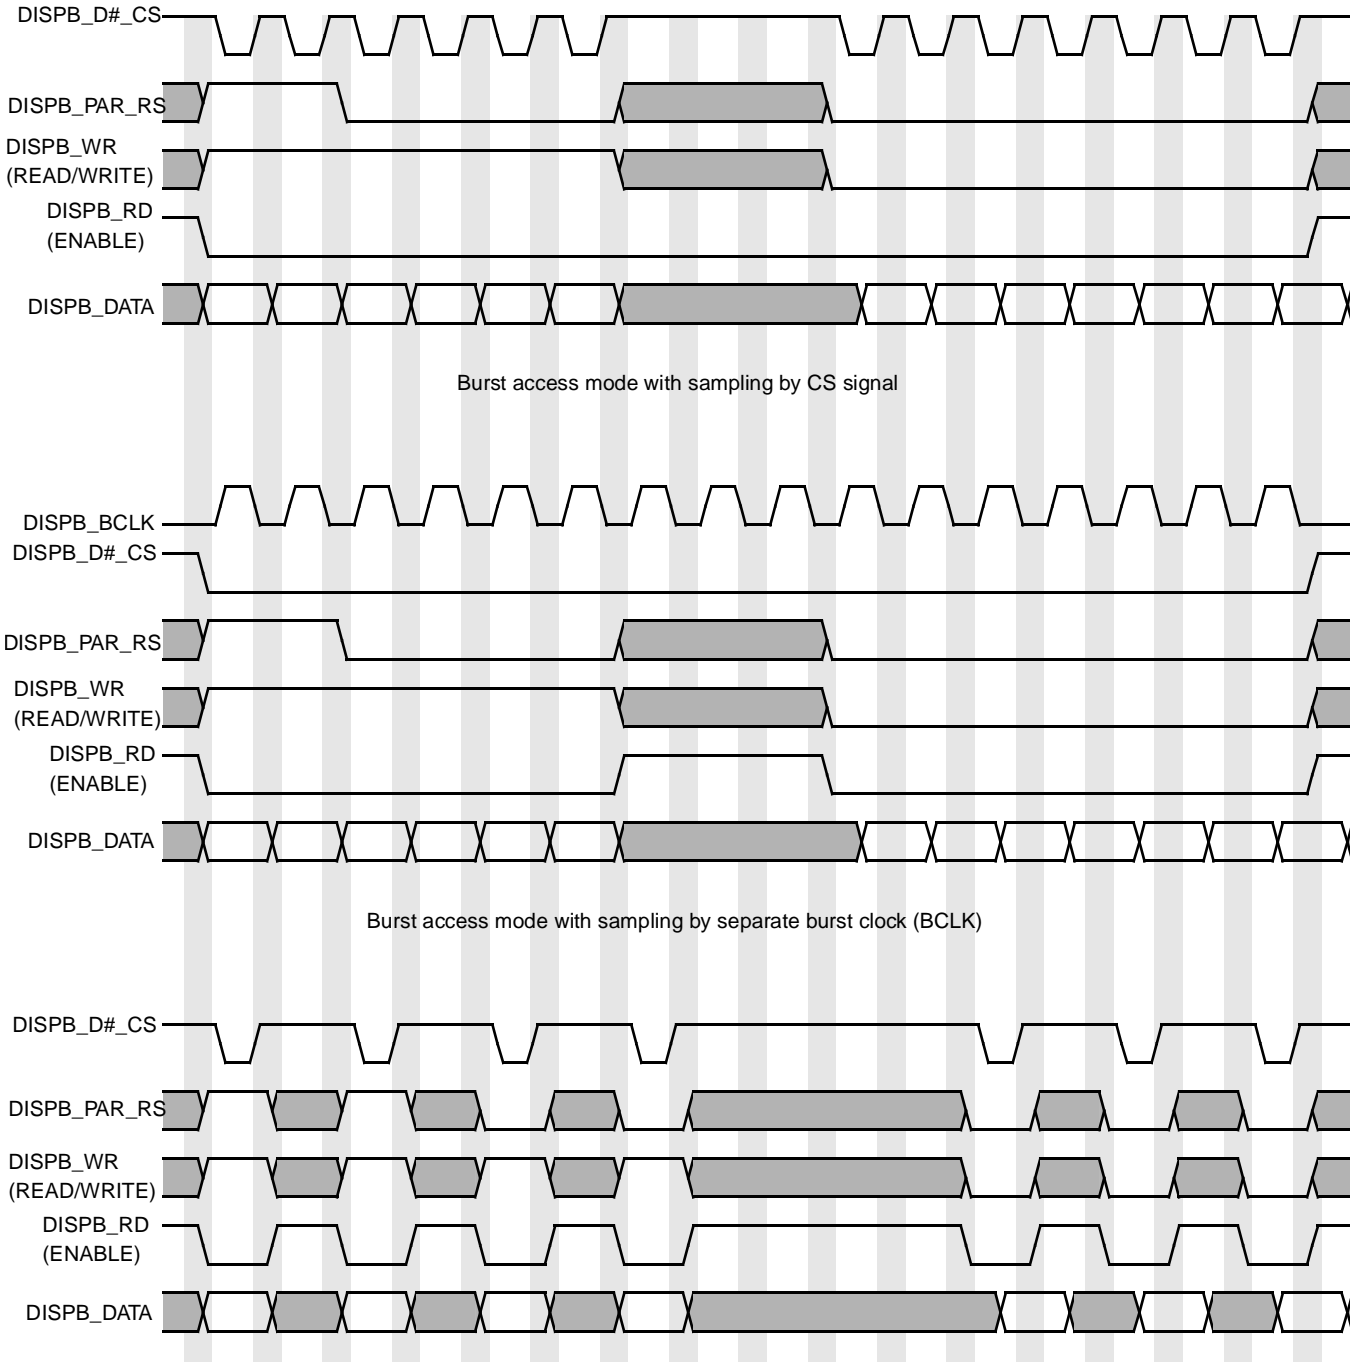 DISPB_D#_CS
DISPB_PAR_RS
DISPB_WR
(READ/WRITE)
DISPB_RD
(ENABLE)
DISPB_DATA
Burst access mode with sampling by CS signal
DISPB_BCLK
DISPB_D#_CS
DISPB_PAR_RS
DISPB_WR
(READ/WRITE)
DISPB_RD
(ENABLE)
DISPB_DATA
Burst access mode with sampling by separate burst clock (BCLK)
DISPB_D#_CS
DISPB_PAR_RS
DISPB_WR
(READ/WRITE)
DISPB_RD
(ENABLE)
DISPB_DATA